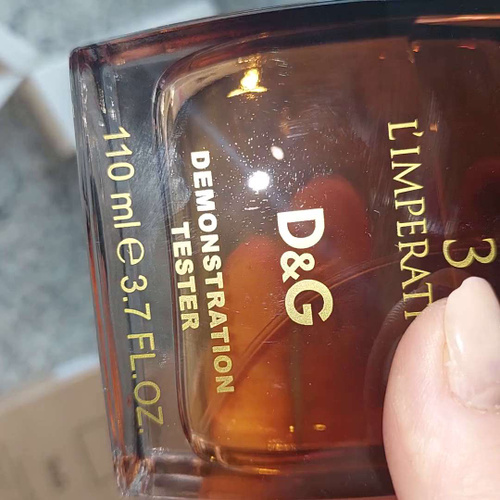 3
L'IMPERAT
D&G
DEMONSTRATION
TESTER
110 ml e 3.7 FL.OZ.